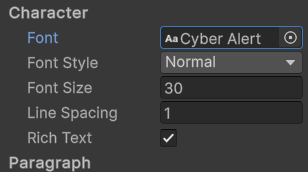 Character
Font Aa Cyber Alert
Font Style Normal
Font Size 30
Line Spacing 1
Rich Text
Paragraph